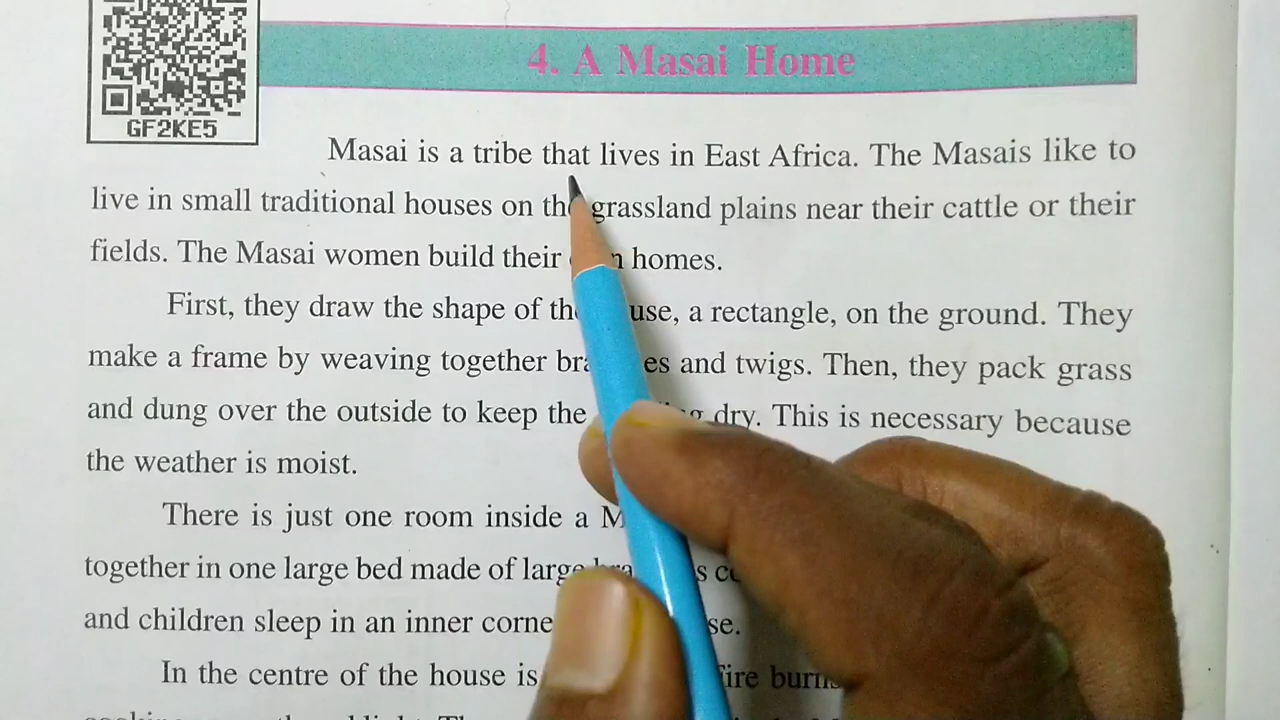 4. A Masai Home
GF2KE5
Masai is a tribe that lives in East Africa. The Masais like to
live in small traditional houses on the grassland plains near their cattle or their
fields. The Masai women build their homes.
First, they draw the shape of the a rectangle, on the ground. They
make a frame by weaving together and twigs. Then, they pack grass
and dung over the outside to keep the dry. This is necessary because
the weather is moist.
There is just one room inside a
together in one large bed made of large
and children sleep in an inner
In the centre of the house is fire